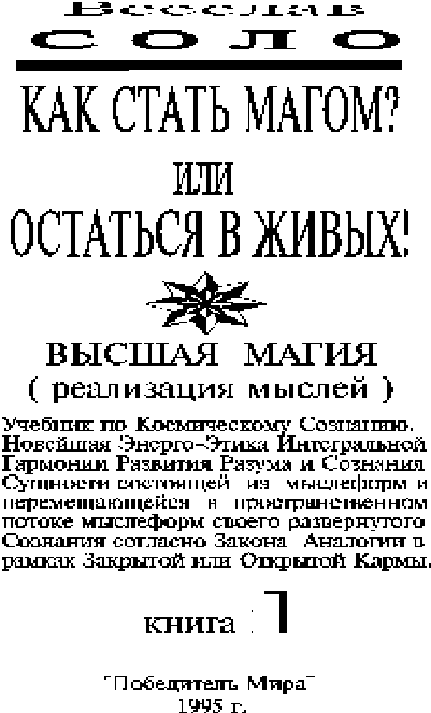 Веселав
СОЛО
КАК СТАТЬ МАГОМ?
ИЛИ
ОСТАТЬСЯ В ЖИВЫХ!
ВЫСШАЯ МАГИЯ
( реализация мыслей )
Учебник по Космическому Сознанию.
Новейшая Энерго-Этика Интегральной
Гармонии Развития Разума и Сознания
Сущности состоящей из мыслеформ и
перемещающейся в пространственном
потоке мыслеформ своего развернутого
Сознания согласно Закона Аналогии в
рамках Закрытой или Открытой Кармы.
книга 1
"Победитель Мира"
1995 г.